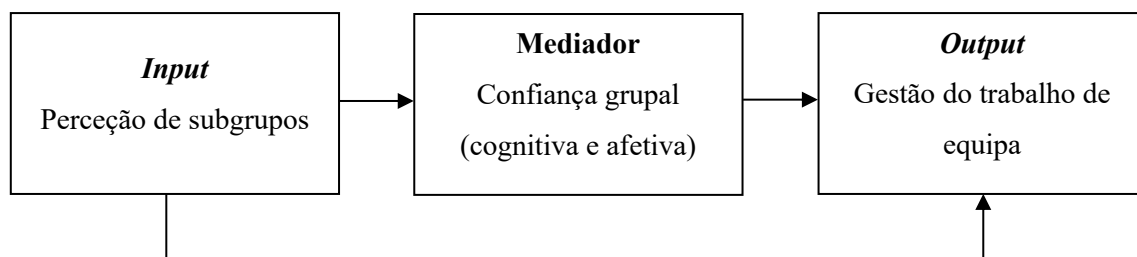 Input
Perceção de subgrupos
Mediador
Confiança grupal
(cognitiva e afetiva)
Output
Gestão do trabalho de
equipa